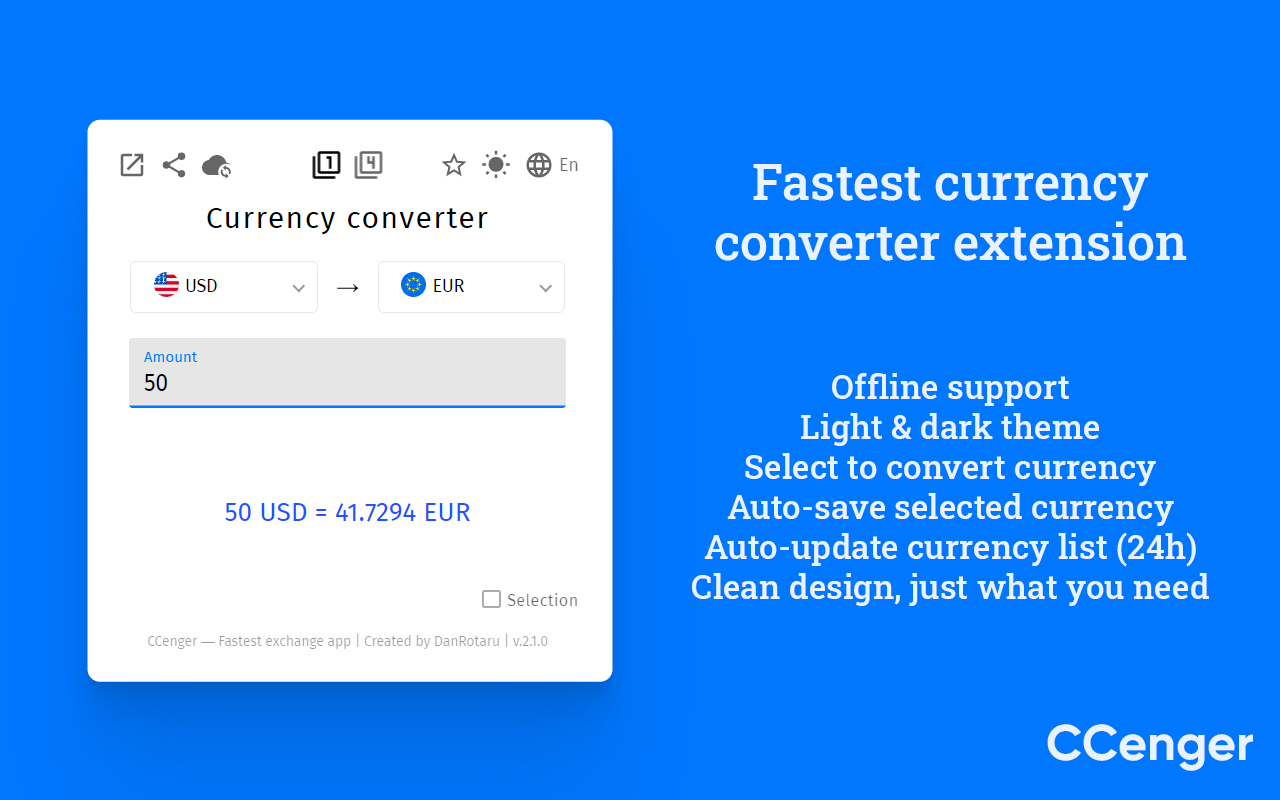 1
4
En
Currency converter
USD → EUR
Amount
50
50 USD = 41.7294 EUR
Selection
CCenger — Fastest exchange app | Created by DanRotaru | v.2.1.0
Fastest currency
converter extension
Offline support
Light & dark theme
Select to convert currency
Auto-save selected currency
Auto-update currency list (24h)
Clean design, just what you need
CCenger